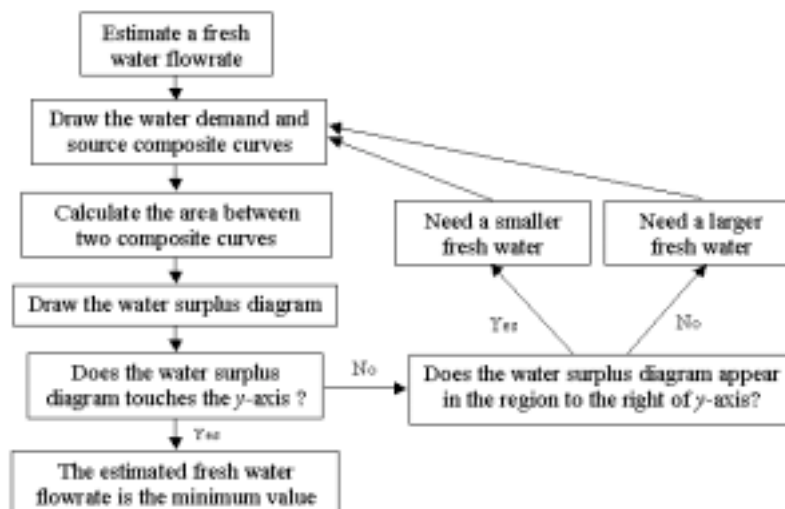 Estimate a fresh
water flowrate
Draw the water demand and
source composite curves
Calculate the area between
two composite curves
Need a smaller
fresh water
Need a larger
fresh water
Draw the water surplus diagram
Yes
No
Does the water surplus
diagram touches the y-axis ?
No
Does the water surplus diagram appear
in the region to the right of y-axis?
Yes
The estimated fresh water
flowrate is the minimum value